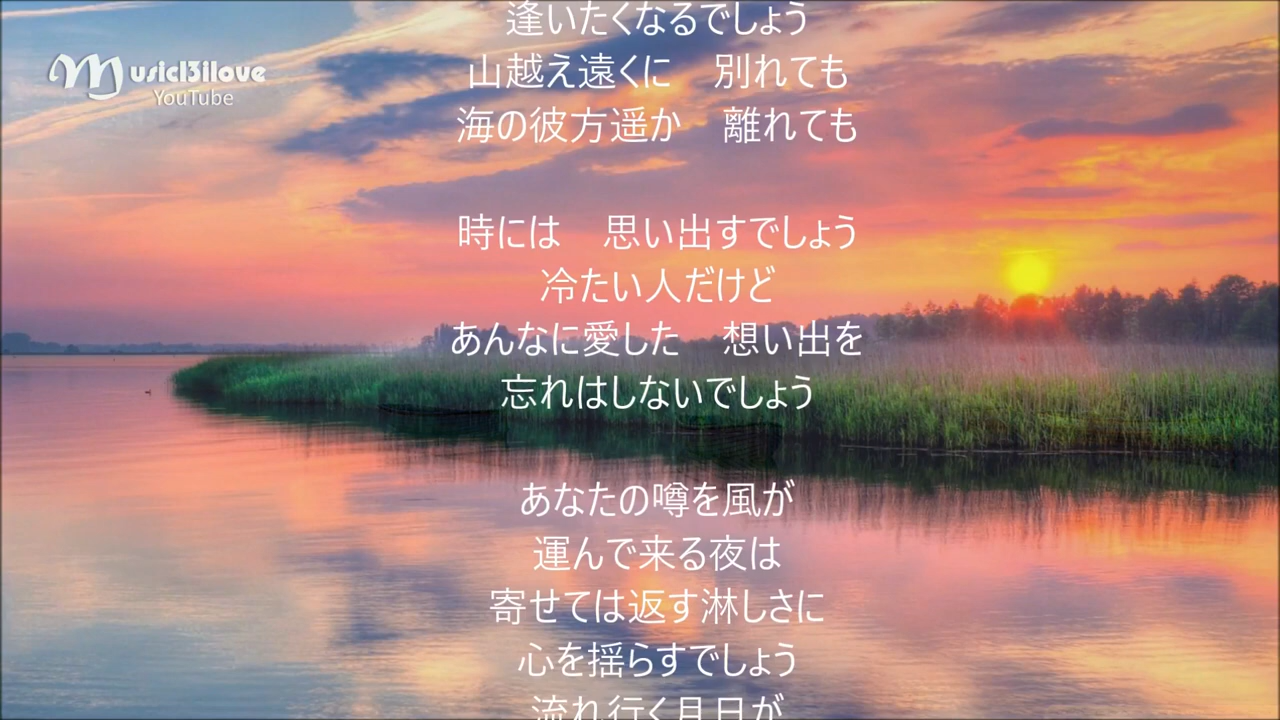 Musicl3ilove
YouTube
逢いたくなるでしょう
山越え遠くに　別れても
海の彼方遥か　離れても
時には　思い出すでしょう
冷たい人だけど
あんなに愛した　想い出を
忘れはしないでしょう
あなたの噂を風が
運んで来る夜は
寄せては返す淋しさに
心を揺らすでしょう
流れ行く月日が